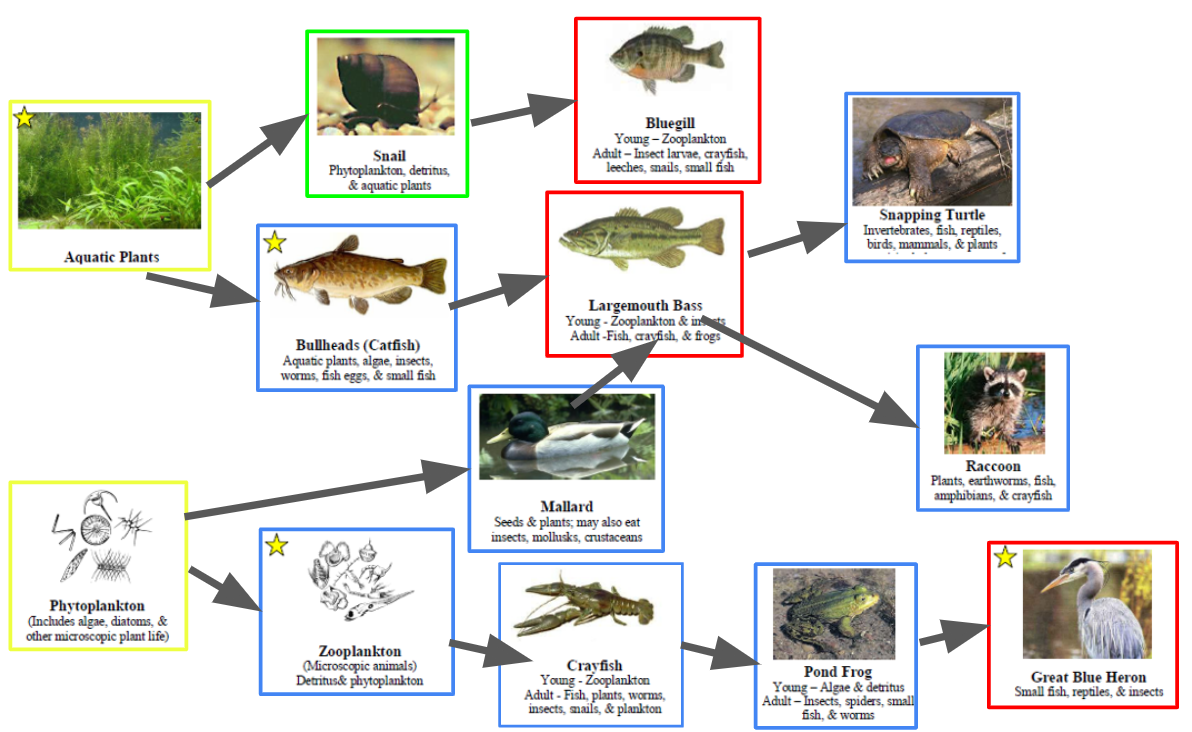 Aquatic Plants
Snail
Phytoplankton, detritus,
& aquatic plants
Bluegill
Young – Zooplankton
Adult – Insect larvae, crayfish,
leeches, snails, small fish
Bullheads (Catfish)
Aquatic plants, algae, insects,
worms, fish eggs, & small fish
Largemouth Bass
Young - Zooplankton & insects
Adult -Fish, crayfish, & frogs
Snapping Turtle
Invertebrates, fish, reptiles,
birds, mammals, & plants
Mallard
Seeds & plants; may also eat
insects, mollusks, crustaceans
Raccoon
Plants, earthworms, fish,
amphibians, & crayfish
Phytoplankton
(Includes algae, diatoms, &
other microscopic plant life)
Zooplankton
(Microscopic animals)
Detritus& phytoplankton
Crayfish
Young - Zooplankton
Adult - Fish, plants, worms,
insects, snails, & plankton
Pond Frog
Young – Algae & detritus
Adult – Insects, spiders, small
fish, & worms
Great Blue Heron
Small fish, reptiles, & insects